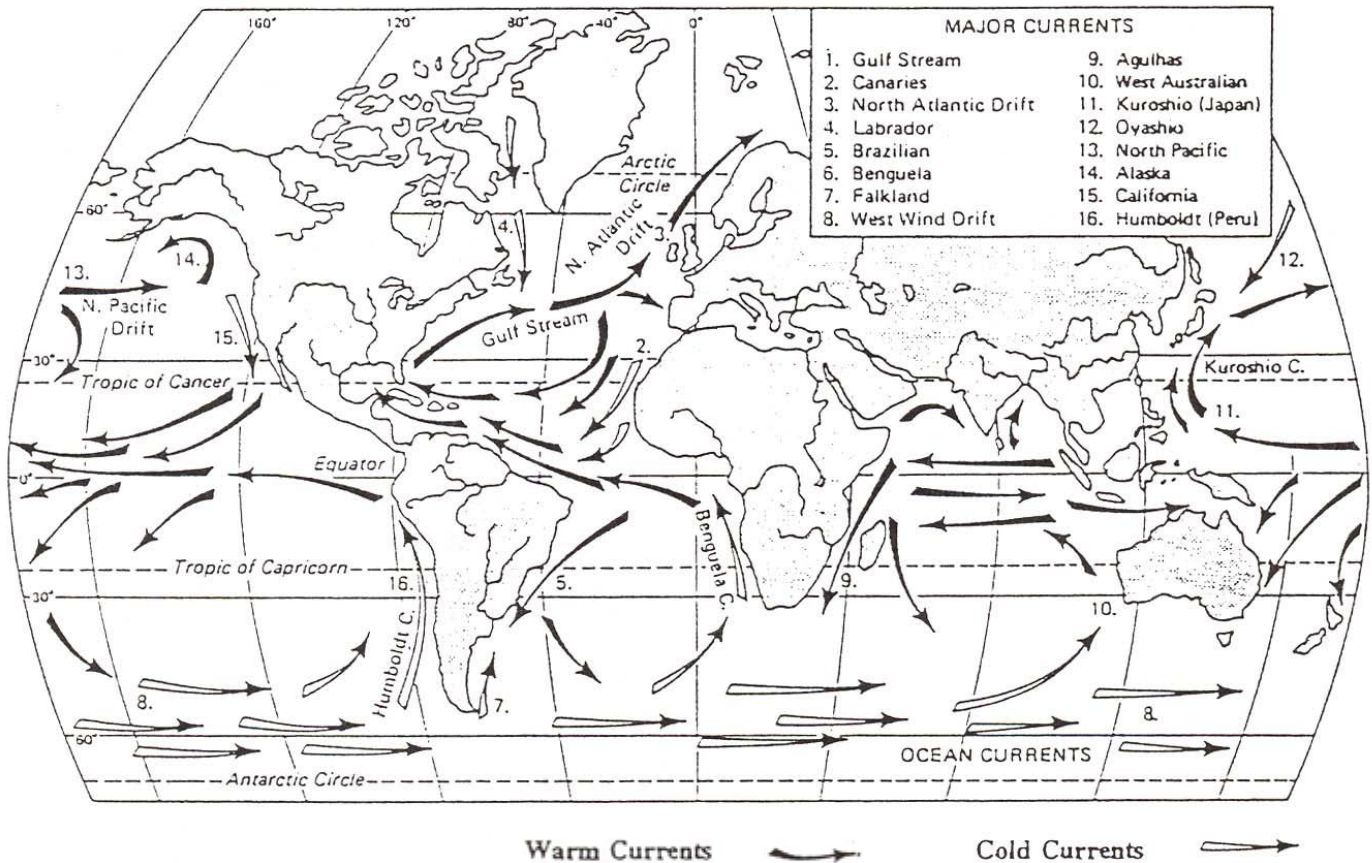 160° 120° 80° 40° 0°
MAJOR CURRENTS
1. Gulf Stream
2. Canaries
3. North Atlantic Drift
4. Labrador
5. Brazilian
6. Benguela
7. Falkland
8. West Wind Drift
9. Agulhas
10. West Australian
11. Kuroshio (Japan)
12. Oyashio
13. North Pacific
14. Alaska
15. California
16. Humboldt (Peru)
Arctic
Circle
60°
4.
N. Atlantic
Drift
3.
14.
13.
12.
N. Pacific
Drift
15.
Gulf Stream
2.
30°
Kuroshio C.
Tropic of Cancer
11.
Equator
0°
Benguela C.
Tropic of Capricorn
16.
5.
9.
30°
10.
Humboldt C.
8.
7.
8.
60°
OCEAN CURRENTS
Antarctic Circle
Warm Currents
Cold Currents